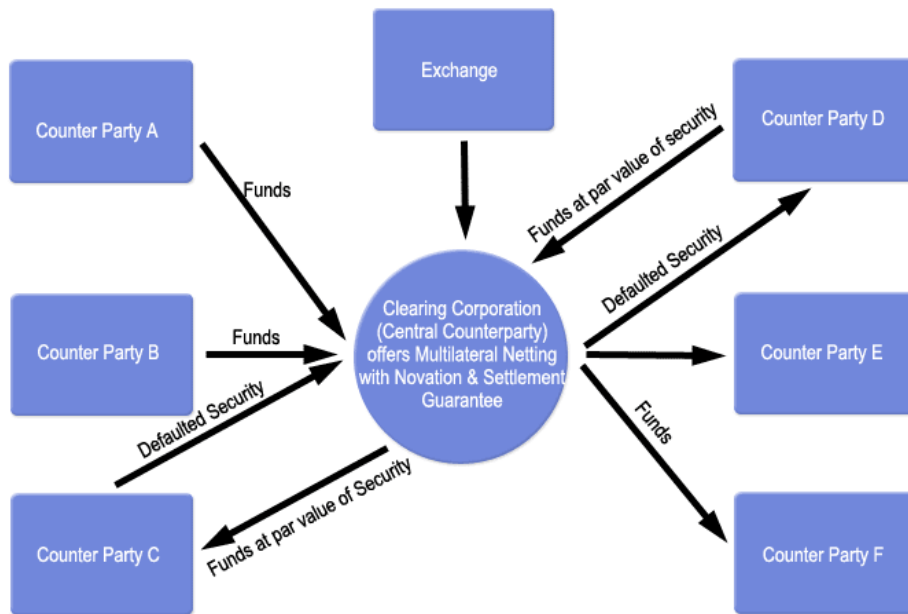 Exchange
Counter Party A
Counter Party D
Funds
Funds at par value of security
Defaulted Security
Clearing Corporation
(Central Counterparty)
offers Multilateral Netting
with Novation & Settlement
Guarantee
Counter Party B
Funds
Counter Party E
Defaulted Security
Funds
Funds at par value of Security
Counter Party C
Counter Party F